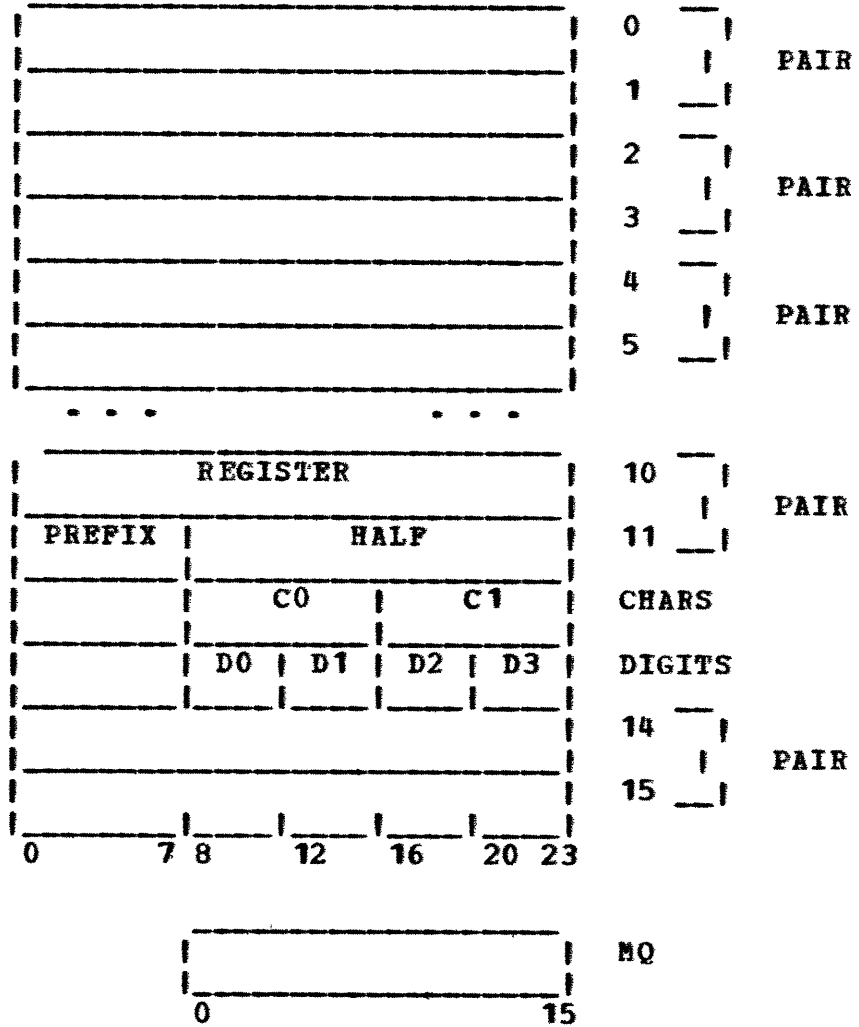 0
PAIR
1
2
PAIR
3
4
PAIR
5
. . . . . .
REGISTER 10
PAIR
PREFIX HALF 11
C0 C1 CHARS
D0 D1 D2 D3 DIGITS
14
PAIR
15
0 7 8 12 16 20 23
MQ
0 15